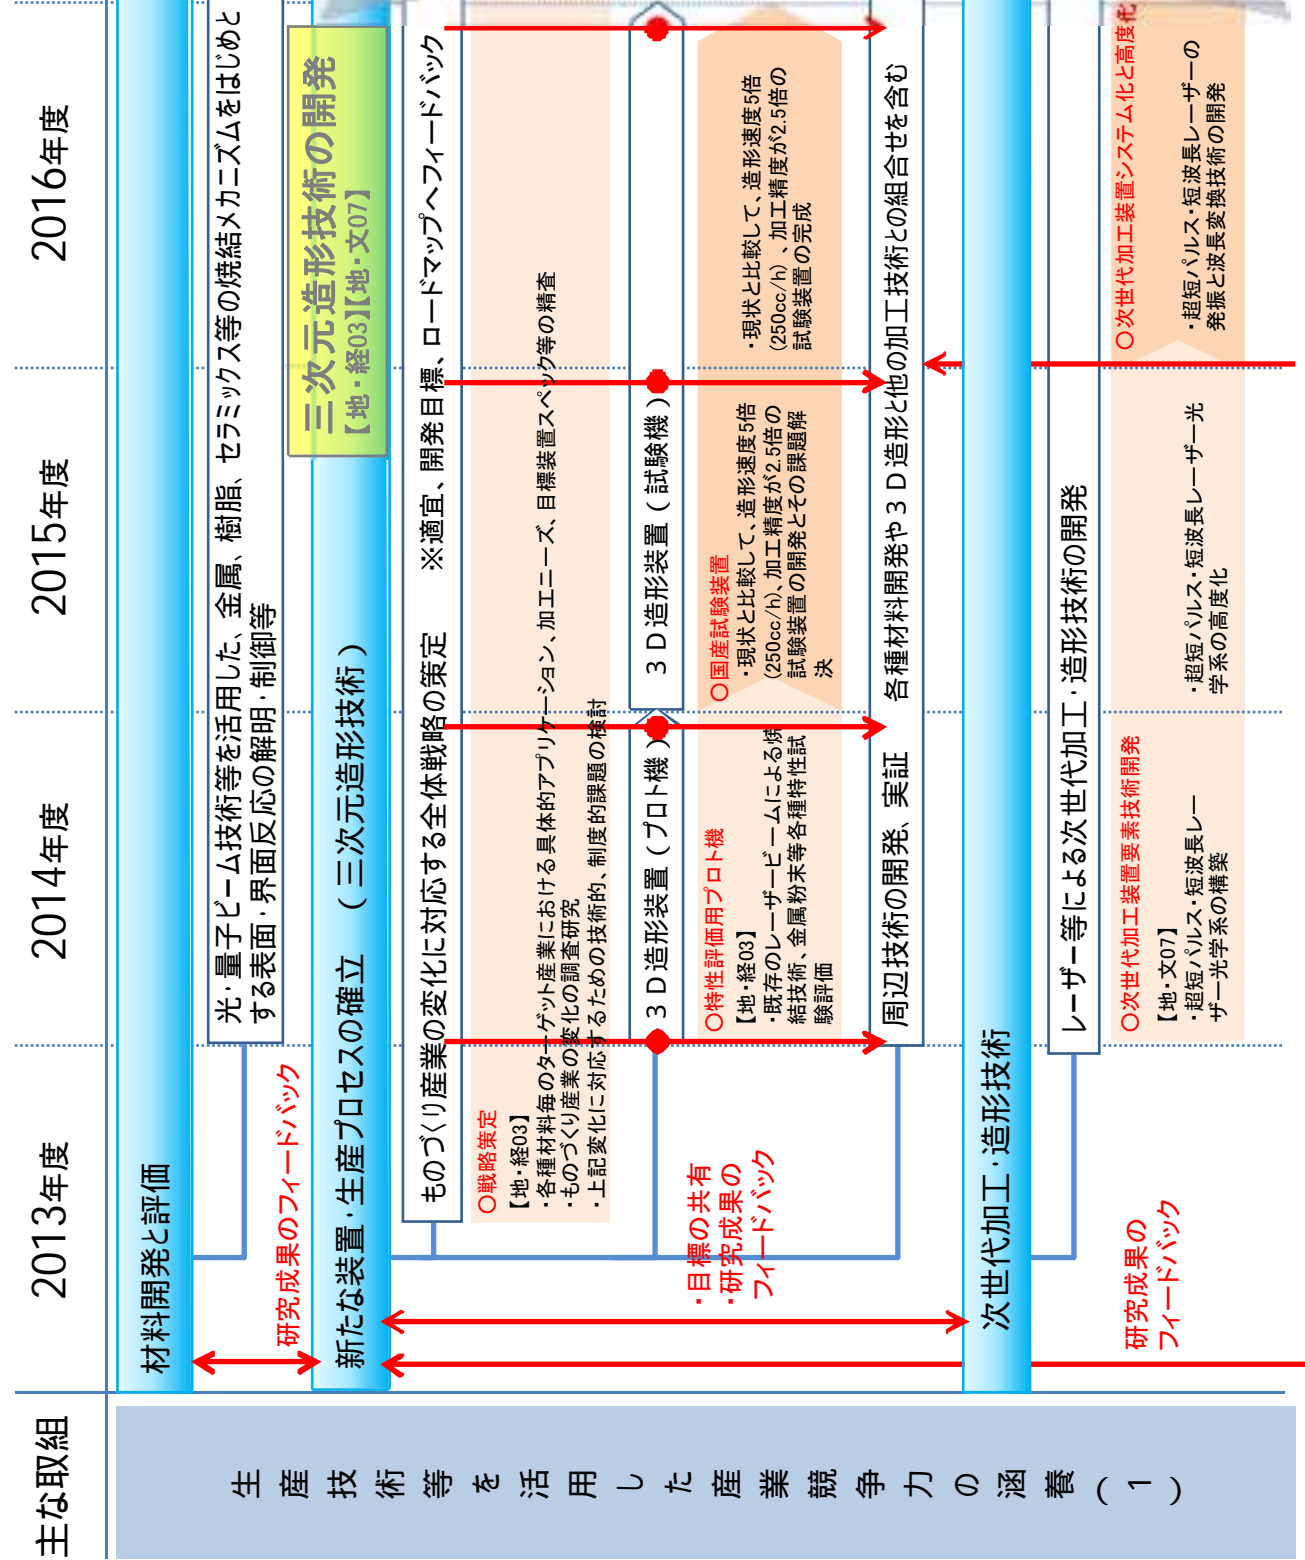 主な取組
2013年度
2014年度
2015年度
2016年度
生産技術等を活用した産業競争力の涵養(1)
材料開発と評価
光・量子ビーム技術等を活用した、金属、樹脂、セラミックス等の焼結メカニズムをはじめと
する表面・界面反応の解明・制御等
研究成果のフィードバック
三次元造形技術の開発
【地・経03】【地・文07】
新たな装置・生産プロセスの確立 (三次元造形技術)
ものづくり産業の変化に対応する全体戦略の策定 ※適宜、開発目標、ロードマップへフィードバック
〇戦略策定
【地・経03】
・各種材料毎のターゲット産業における具体的アプリケーション、加工ニーズ、目標装置スペック等の精査
・ものづくり産業の変化の調査研究
・上記変化に対応するための技術的、制度的課題の検討
3D造形装置(プロト機)
3D造形装置(試験機)
〇特性評価用プロト機
【地・経03】
・既存のレーザービームによる焼
結技術、金属粉末等各種特性試
験評価
〇国産試験装置
・現状と比較して、造形速度5倍
(250cc/h)、加工精度が2.5倍の
試験装置の開発とその課題解
決
・現状と比較して、造形速度5倍
(250cc/h)、加工精度が2.5倍の
試験装置の完成
・目標の共有
・研究成果の
フィードバック
周辺技術の開発、実証 各種材料開発や3D造形と他の加工技術との組合せを含む
次世代加工・造形技術
レーザー等による次世代加工・造形技術の開発
研究成果の
フィードバック
〇次世代加工装置要素技術開発
【地・文07】
・超短パルス・短波長レー
ザー光学系の構築
・超短パルス・短波長レーザー光
学系の高度化
〇次世代加工装置システム化と高度化
・超短パルス・短波長レーザーの
発振と波長変換技術の開発